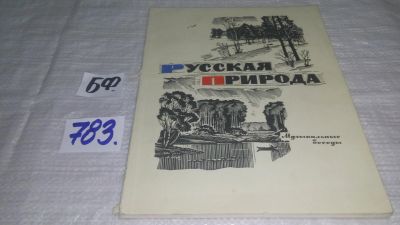 БФ.
783.
РУССКАЯ
ПРИРОДА
Музыкальные
беседы